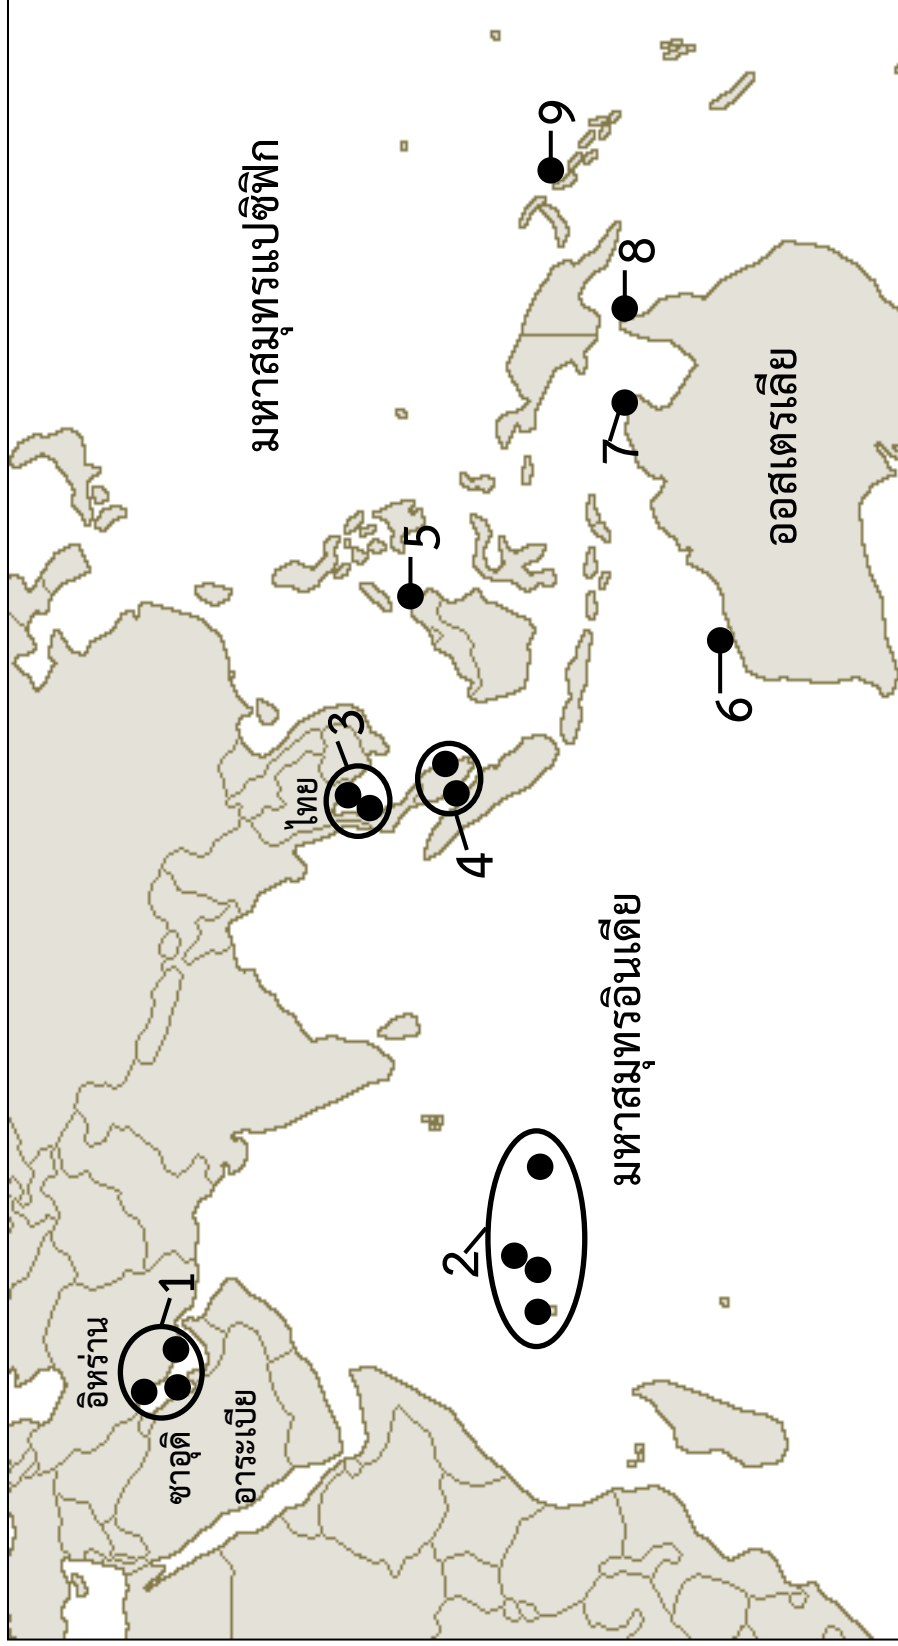 มหาสมุทรแปซิฟิก
9
8
7
ออสเตรเลีย
5
6
3
ไทย
4
มหาสมุทรอินเดีย
2
1
อิหร่าน
ซาอุดิ
อาระเบีย